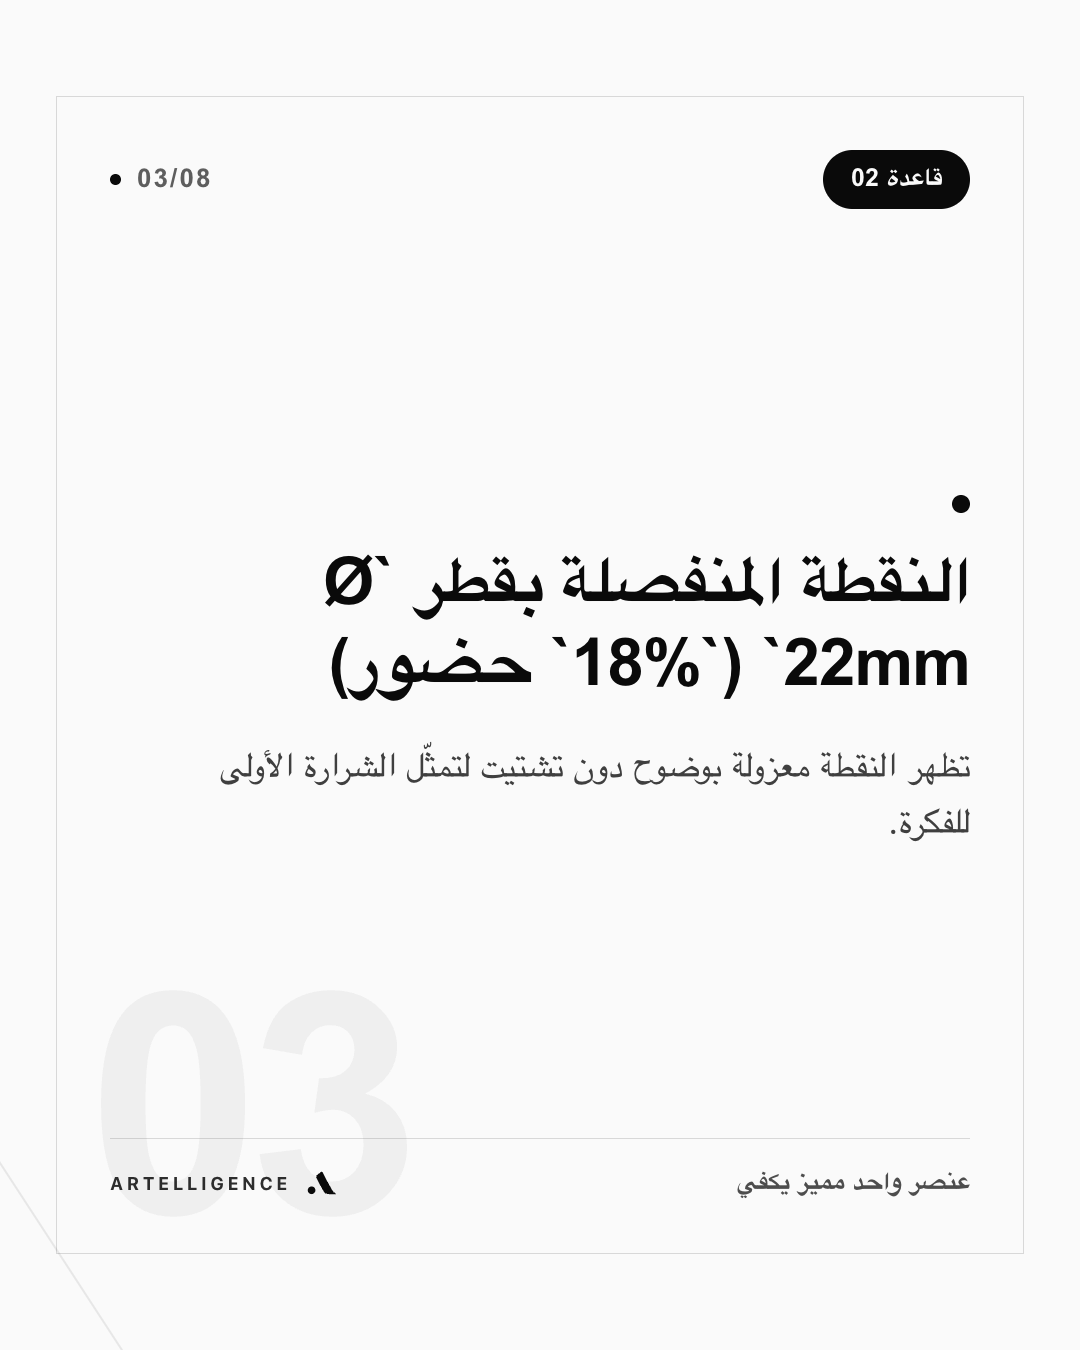 قاعدة 02
03/08
النقطة المنفصلة بقطر `Ø
22mm` (`18%` حضور)
تظهر النقطة معزولة بوضوح دون تشتيت لتمثّل الشرارة الأولى
للفكرة.
03
عنصر واحد مميز يكفي
ARTELLIGENCE